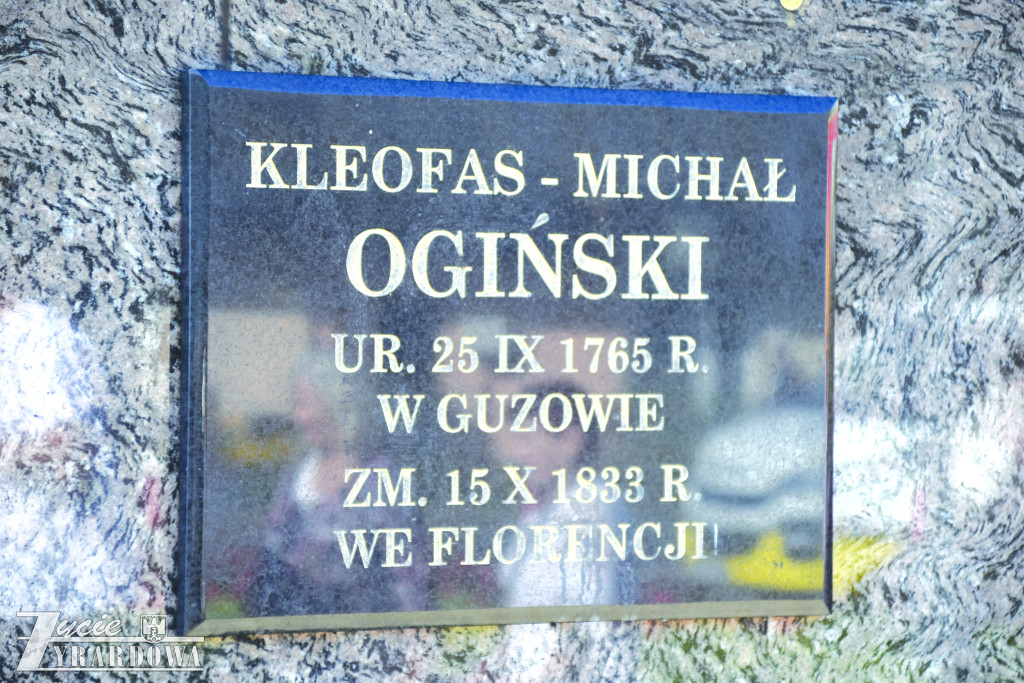 KLEOFAS - MICHAŁ
OGIŃSKI
UR. 25 IX 1765 R.
W GUZOWIE
ZM. 15 X 1833 R.
WE FLORENCJI
Życie
ŻYRARDOWA